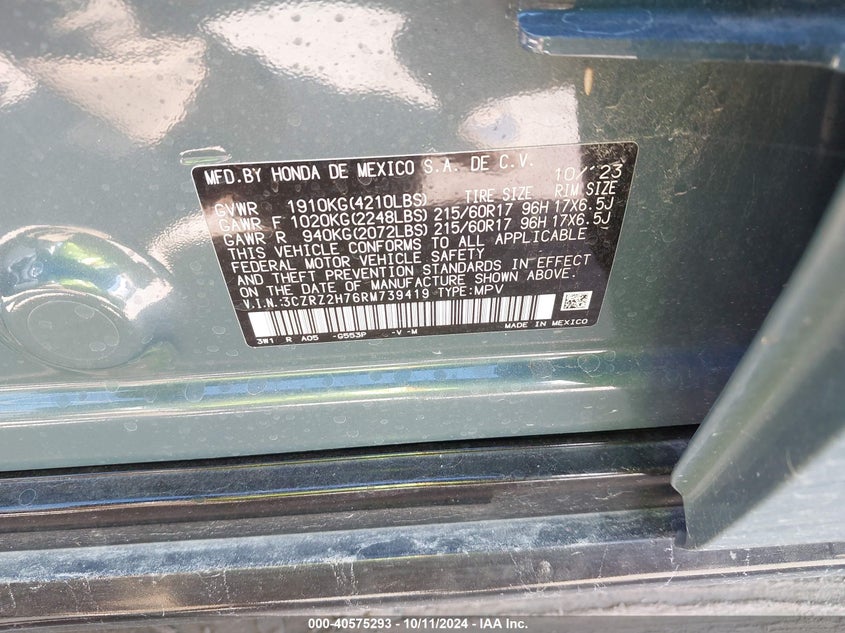 MFD. BY HONDA DE MEXICO S.A. DE C.V. 10/'23
GVWR 1910KG(4210LBS) TIRE SIZE RIM SIZE
GAWR F 1020KG(2248LBS) 215/60R17 96H 17X6.5J
GAWR R 940KG(2072LBS) 215/60R17 96H 17X6.5J
THIS VEHICLE CONFORMS TO ALL APPLICABLE
FEDERAL MOTOR VEHICLE SAFETY
AND THEFT PREVENTION STANDARDS IN EFFECT
ON THE DATE OF MANUFACTURE SHOWN ABOVE.
V.I.N.:3CZRZ2H76RM739419 TYPE:MPV
3W1 R A05 -G553P -V -M MADE IN MEXICO
000-40575293 - 10/11/2024 - IAA Inc.